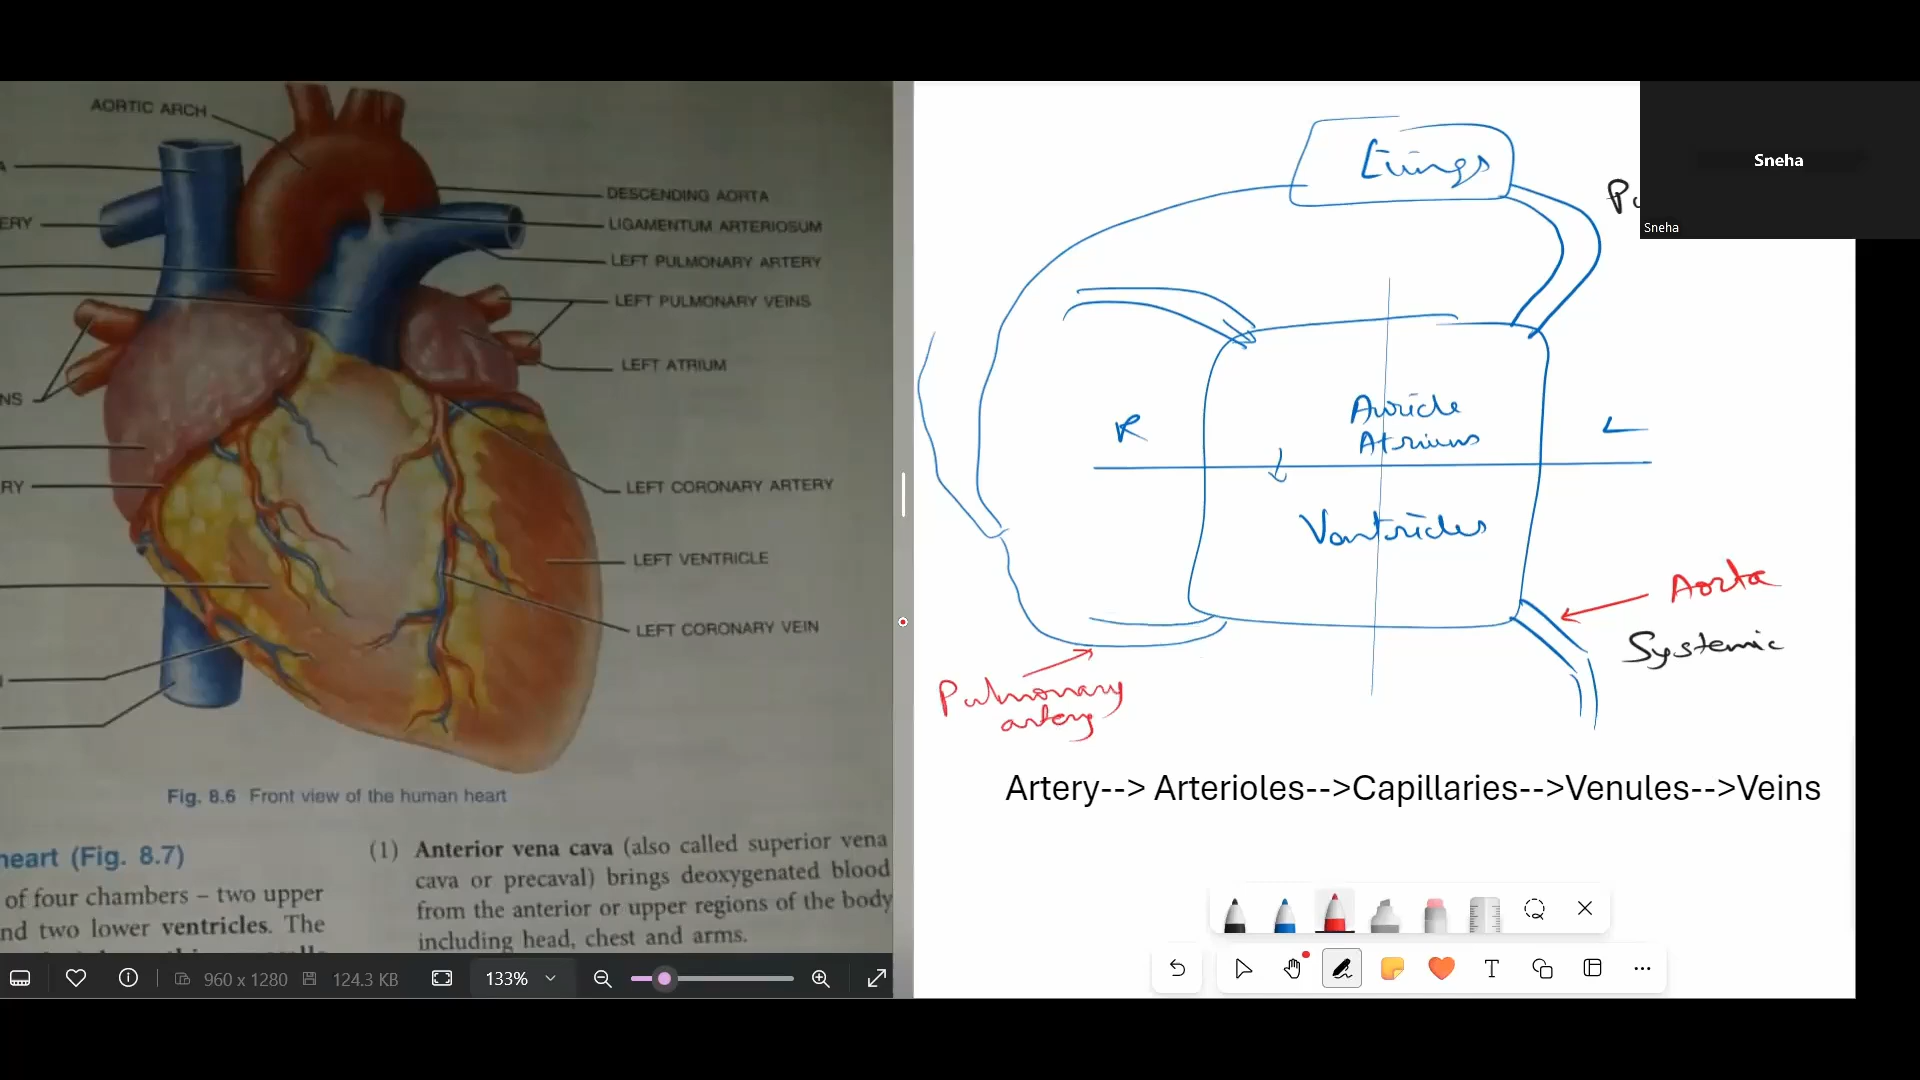 AORTIC ARCH
DESCENDING AORTA
ERY
LIGAMENTUM ARTERIOSUM
LEFT PULMONARY ARTERY
LEFT PULMONARY VEINS
LEFT ATRIUM
NS
RY
LEFT CORONARY ARTERY
LEFT VENTRICLE
LEFT CORONARY VEIN
Fig. 8.6 Front view of the human heart
heart (Fig. 8.7)
of four chambers – two upper
nd two lower ventricles. The
(1) Anterior vena cava (also called superior vena
cava or precaval) brings deoxygenated blood
from the anterior or upper regions of the body
including head, chest and arms.
960 x 1280
124.3 KB
133%
Lungs
Sneha
Sneha
R
Auricle
Atriums
L
Ventricles
Aorta
Systemic
Pulmonary
artery
Artery--> Arterioles-->Capillaries-->Venules-->Veins